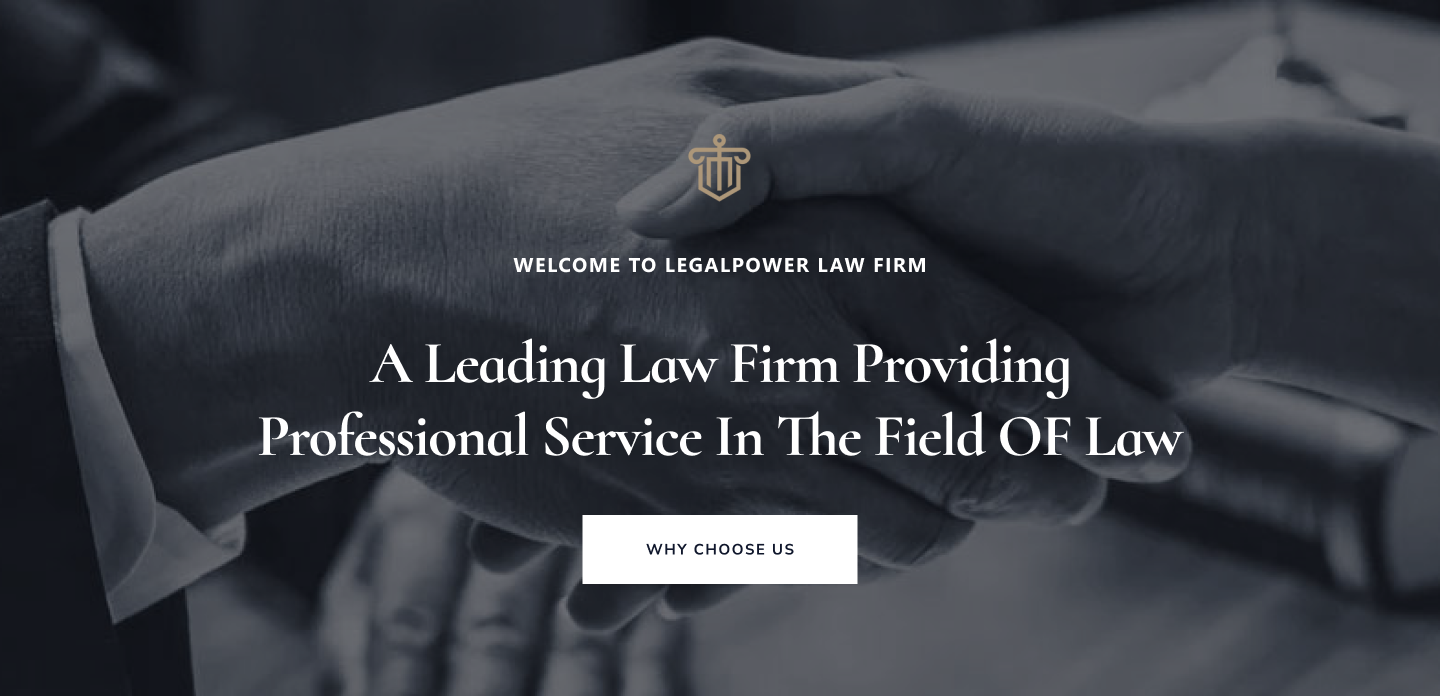 WELCOME TO LEGALPOWER LAW FIRM
A Leading Law Firm Providing
Professional Service In The Field OF Law
WHY CHOOSE US